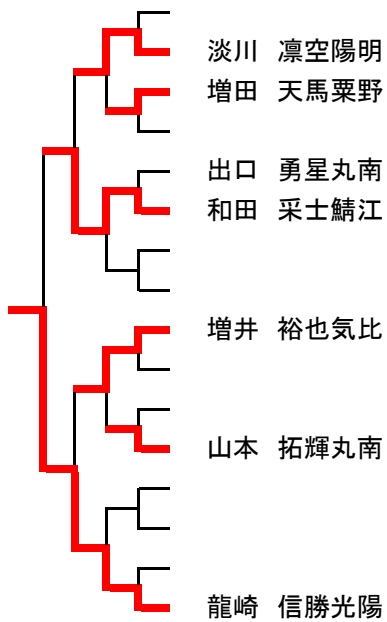 淡川 凛空陽明
増田 天馬粟野
出口 勇星丸南
和田 采士鯖江
増井 裕也気比
山本 拓輝丸南
龍崎 信勝光陽